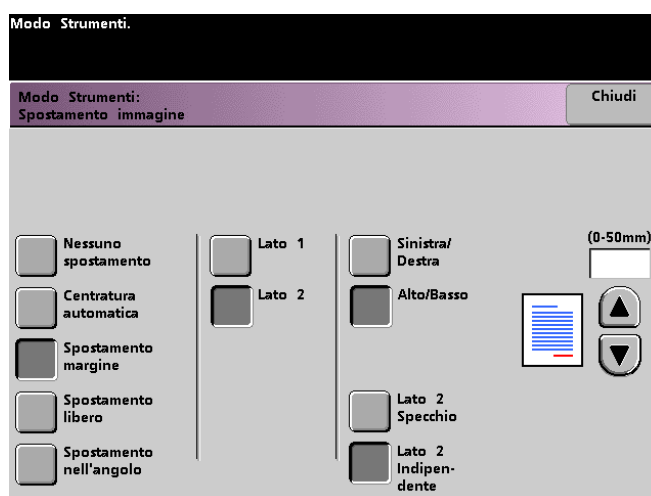 Modo Strumenti.
Modo Strumenti:
Spostamento immagine
Chiudi
Nessuno
spostamento
Centratura
automatica
Spostamento
margine
Spostamento
libero
Spostamento
nell'angolo
Lato 1
Lato 2
Sinistra/
Destra
Alto/Basso
Lato 2
Specchio
Lato 2
Indipen-
dente
(0-50mm)